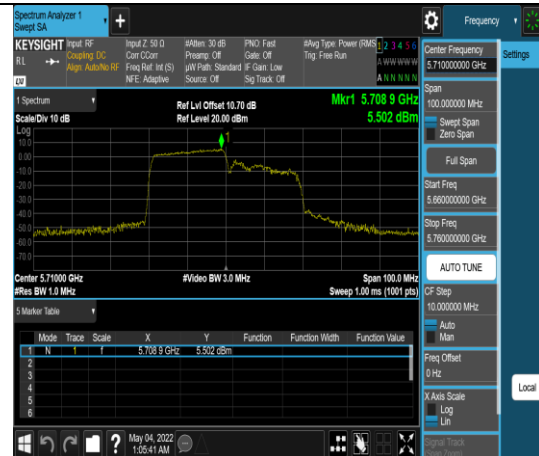 Spectrum Analyzer 1
Swept SA
+
Frequency
KEYSIGHT
RL
Input: RF
Coupling: DC
Align: Auto/No RF
Input Z: 50 Ω
Corr CCorr
Freq Ref: Int (S)
NFE: Adaptive
#Atten: 30 dB
Preamp: Off
µW Path: Standard
Source: Off
PNO: Fast
Gate: Off
IF Gain: Low
Sig Track: Off
#Avg Type: Power (RMS
Trig: Free Run
1 2 3 4 5 6
A WW WW W
A N N N N N
LXI
1 Spectrum
Scale/Div 10 dB
Ref Lvl Offset 10.70 dB
Ref Level 20.00 dBm
Mkr1 5.708 9 GHz
5.502 dBm
Log
10.0
0.00
-10.0
-20.0
-30.0
-40.0
-50.0
-60.0
-70.0
1
Center 5.71000 GHz
#Video BW 3.0 MHz
Span 100.0 MHz
#Res BW 1.0 MHz
Sweep 1.00 ms (1001 pts)
5 Marker Table
Mode Trace Scale X Y Function Function Width Function Value
1 N 1 f 5.708 9 GHz 5.502 dBm
2
3
4
5
6
Center Frequency
5.710000000 GHz
Settings
Span
100.000000 MHz
Swept Span
Zero Span
Full Span
Start Freq
5.660000000 GHz
Stop Freq
5.760000000 GHz
AUTO TUNE
CF Step
10.000000 MHz
Auto
Man
Freq Offset
0 Hz
X Axis Scale
Log
Lin
Local
Signal Track
(Span Zoom)
?
May 04, 2022
1:05:41 AM